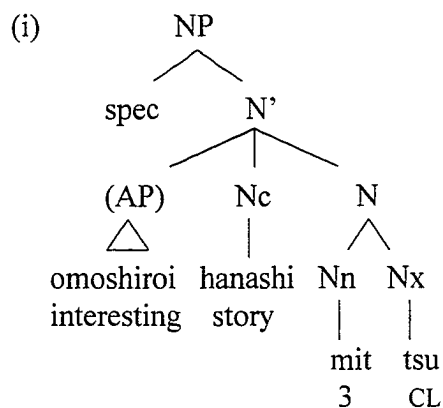 (i) NP
spec N’
(AP) Nc N
omoshiroi hanashi Nn Nx
interesting story
mit tsu
3 CL